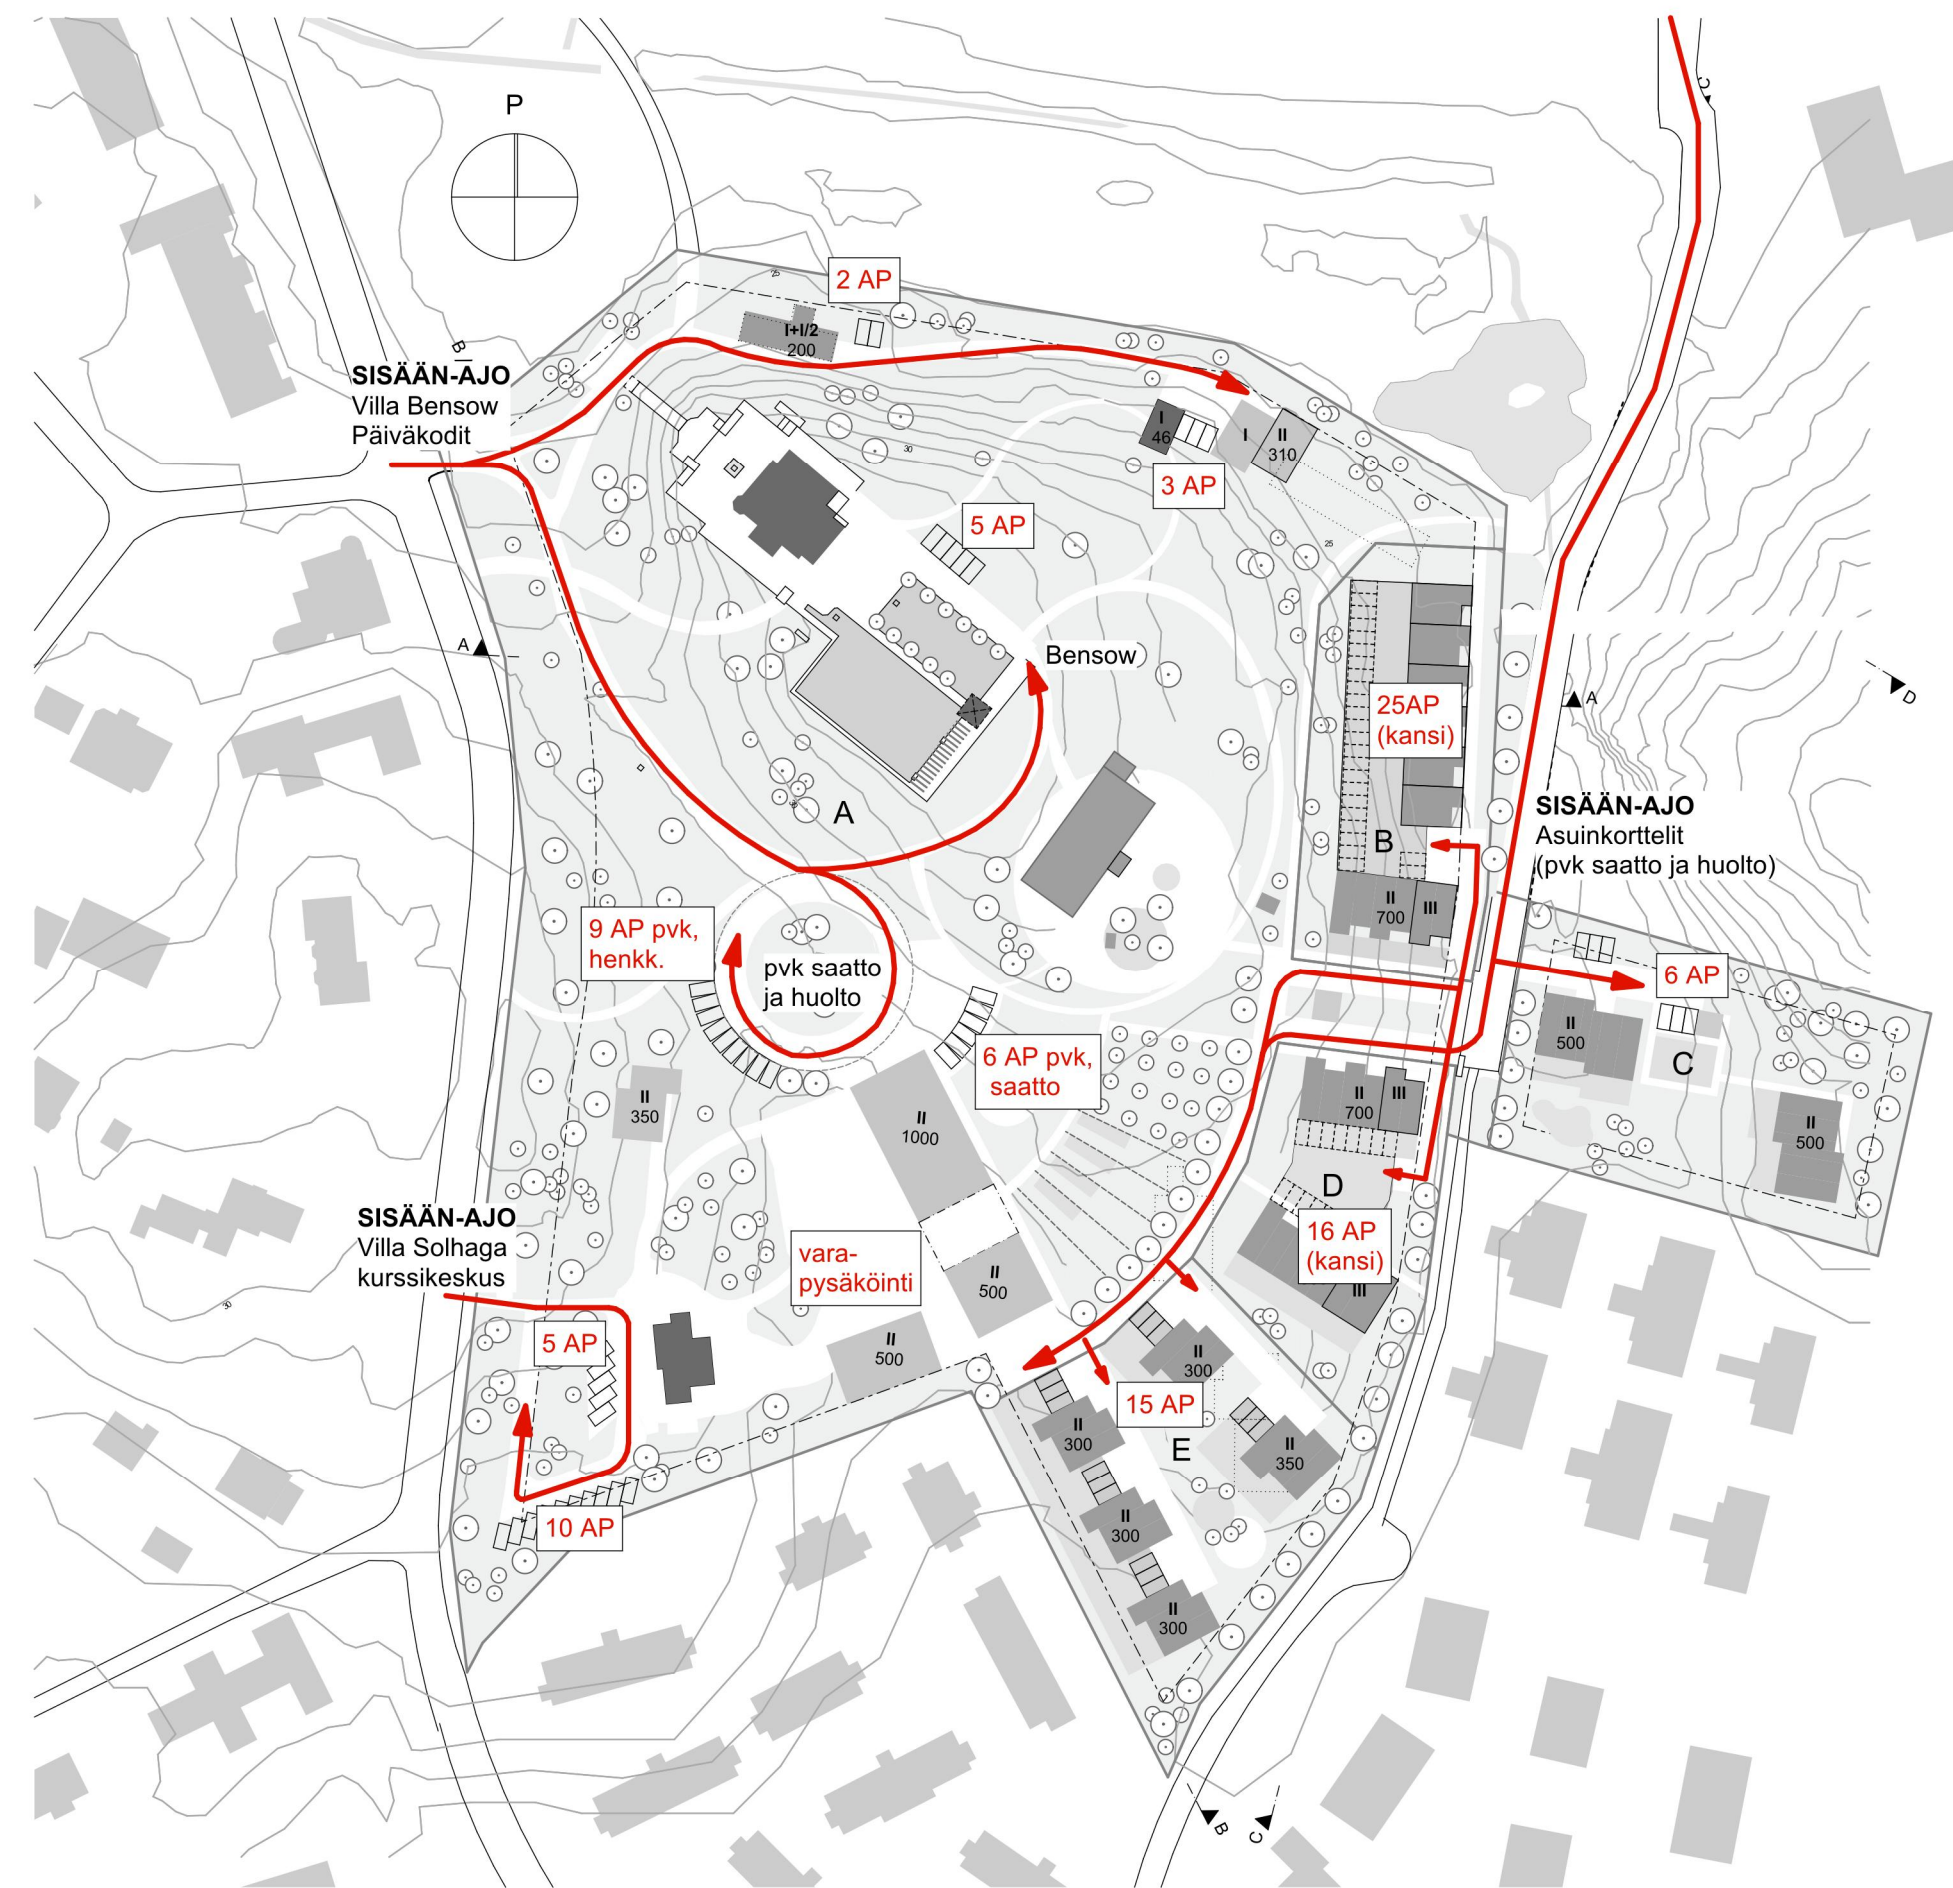 P
C
2 AP
25
I+I/2
200
B
SISÄÄN-AJO
Villa Bensow
Päiväkodit
I
46
I
II
310
30
3 AP
5 AP
25
A
Bensow
25AP
(kansi)
A
D
A
B
SISÄÄN-AJO
Asuinkorttelit
(pvk saatto ja huolto)
II
700
III
9 AP pvk,
henkk.
pvk saatto
ja huolto
6 AP
II
500
C
6 AP pvk,
saatto
II
350
II
1000
II
700
III
II
500
D
SISÄÄN-AJO
Villa Solhaga
kurssikeskus
vara-
pysäköinti
16 AP
(kansi)
III
II
500
30
5 AP
II
500
II
300
15 AP
II
300
E
II
350
10 AP
II
300
II
300
B
C